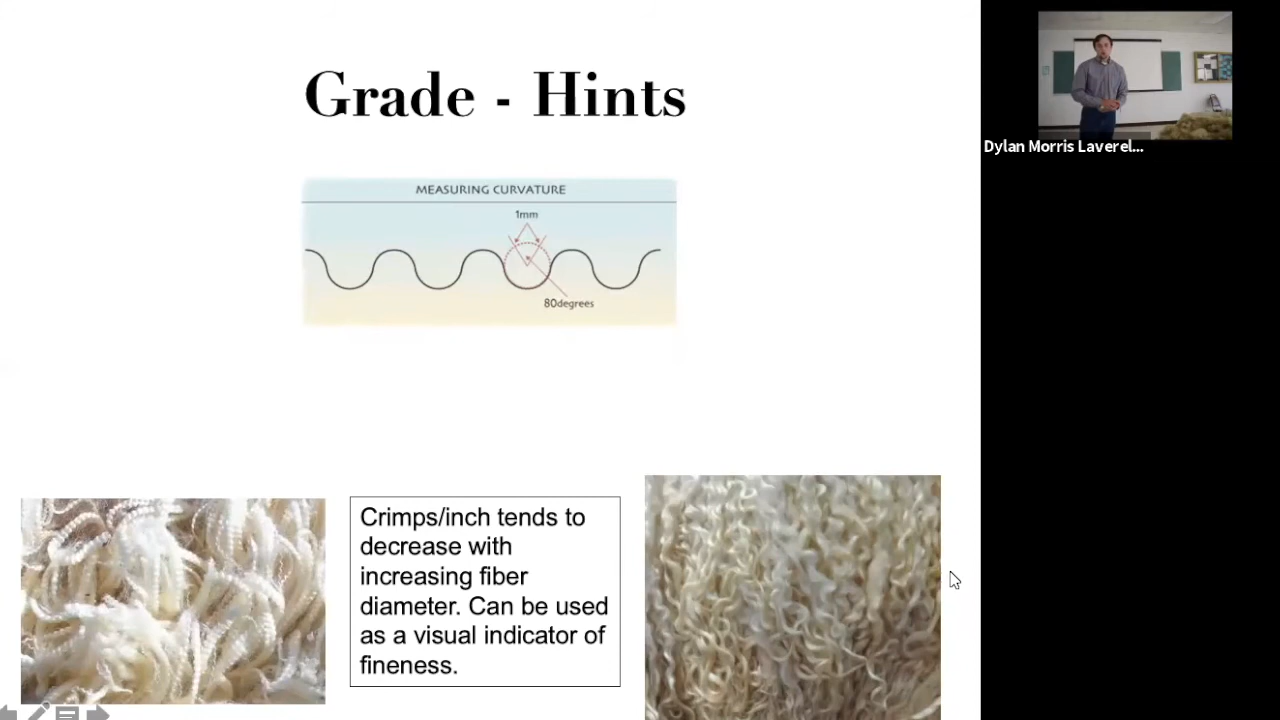 Grade - Hints
MEASURING CURVATURE
1mm
80degrees
Crimps/inch tends to
decrease with
increasing fiber
diameter. Can be used
as a visual indicator of
fineness.
Dylan Morris Laverel...